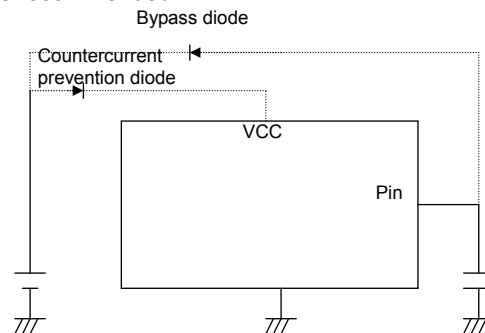 Bypass diode
Countercurrent
prevention diode
VCC
Pin